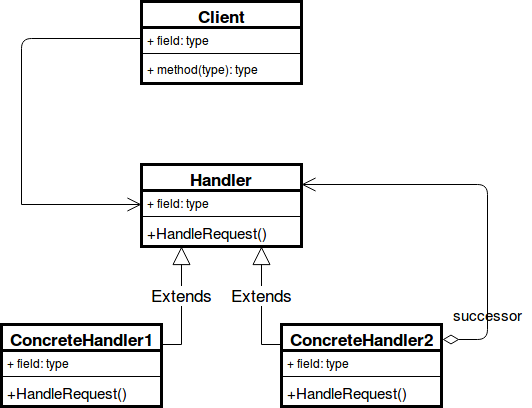 Client
+ field: type
+ method(type): type
Handler
+ field: type
+HandleRequest()
Extends
Extends
successor
ConcreteHandler1
+ field: type
+HandleRequest()
ConcreteHandler2
+ field: type
+HandleRequest()